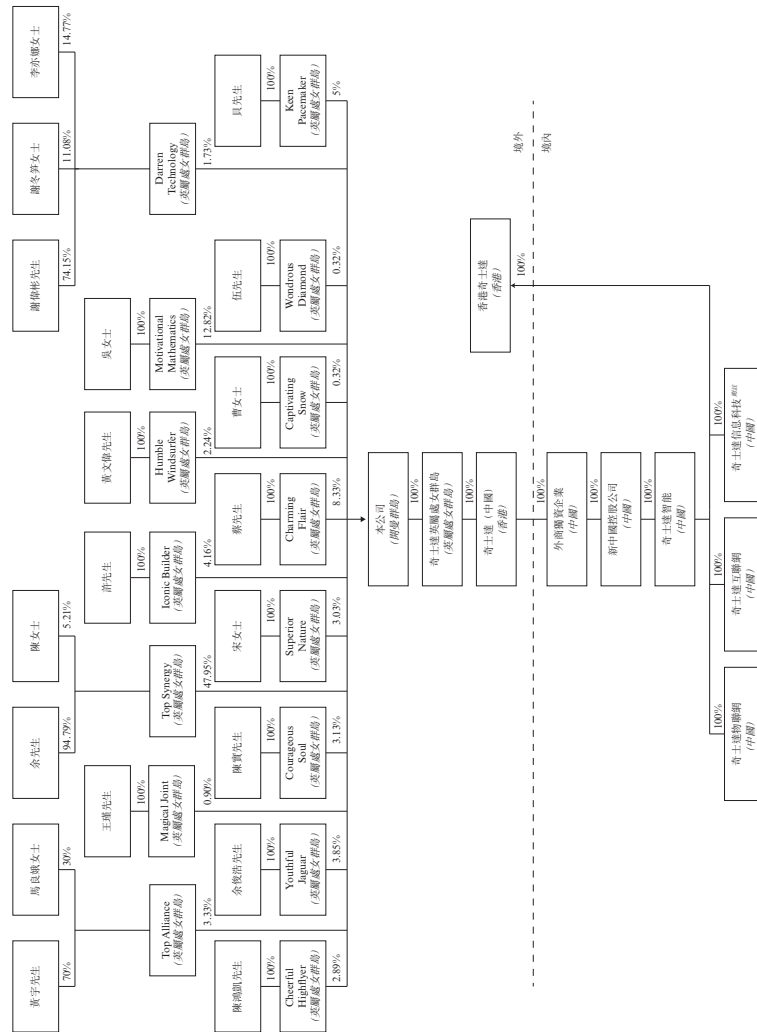 黃宇先生
馬良娥女士
余先生
陳女士
謝偉彬先生
謝冬笋女士
李亦娜女士
70%
30%
94.79%
5.21%
74.15%
11.08%
14.77%
王瑾先生
許先生
黃文偉先生
吳女士
100%
100%
100%
100%
Top Alliance
(英屬處女群島)
Magical Joint
(英屬處女群島)
Top Synergy
(英屬處女群島)
Iconic Builder
(英屬處女群島)
Humble
Windsurfer
(英屬處女群島)
Motivational
Mathematics
(英屬處女群島)
Darren
Technology
(英屬處女群島)
3.33%
0.90%
47.95%
4.16%
2.24%
12.82%
1.73%
陳鴻凱先生
余俊浩先生
陳實先生
宋女士
蔡先生
曹女士
伍先生
貝先生
100%
100%
100%
100%
100%
100%
100%
100%
Cheerful
Highflyer
(英屬處女群島)
Youthful
Jaguar
(英屬處女群島)
Courageous
Soul
(英屬處女群島)
Superior
Nature
(英屬處女群島)
Charming
Flair
(英屬處女群島)
Captivating
Snow
(英屬處女群島)
Wondrous
Diamond
(英屬處女群島)
Keen
Pacemaker
(英屬處女群島)
2.89%
3.85%
3.13%
3.03%
8.33%
0.32%
0.32%
5%
本公司
(開曼群島)
100%
奇士達英屬處女群島
(英屬處女群島)
100%
奇士達 (中國)
(香港)
香港奇士達
(香港)
100%
100%
境外
境內
外商獨資企業
(中國)
100%
新中國控股公司
(中國)
100%
奇士達智能
(中國)
100%
100%
100%
奇士達物聯網
(中國)
奇士達互聯網
(中國)
奇士達信息科技附註
(中國)